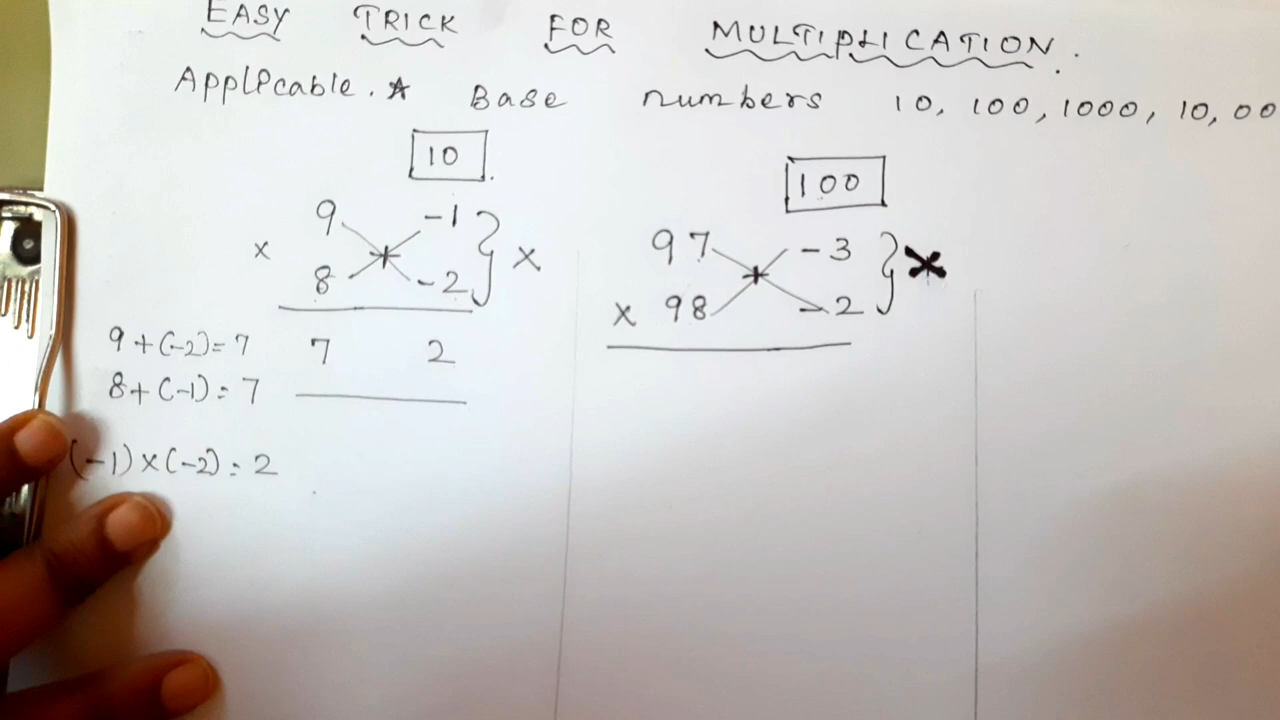 EASY TRICK FOR MULTIPLICATION.
Applicable. * Base numbers 10, 100, 1000, 10,00
10
9 -1
x 8 -2 } x
7 2
9+(-2)=7
8+(-1)=7
(-1)x(-2)=2
100
97 -3
x 98 -2 } x